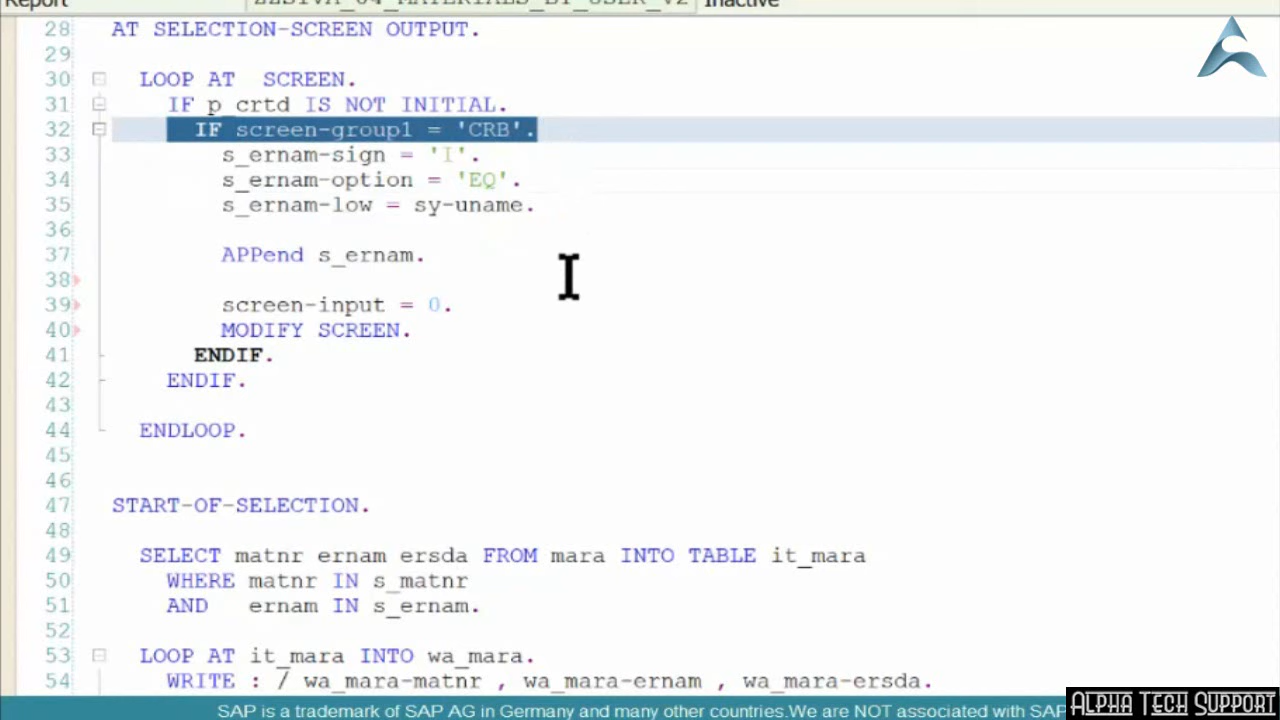 Report
Inactive
28 AT SELECTION-SCREEN OUTPUT.
29
30 LOOP AT  SCREEN.
31 IF p_crtd IS NOT INITIAL.
32 IF screen-group1 = 'CRB'.
33 s_ernam-sign = 'I'.
34 s_ernam-option = 'EQ'.
35 s_ernam-low = sy-uname.
36
37 APPend s_ernam.
38
39 screen-input = 0.
40 MODIFY SCREEN.
41 ENDIF.
42 ENDIF.
43
44 ENDLOOP.
45
46
47 START-OF-SELECTION.
48
49 SELECT matnr ernam ersda FROM mara INTO TABLE it_mara
50 WHERE matnr IN s_matnr
51 AND   ernam IN s_ernam.
52
53 LOOP AT it_mara INTO wa_mara.
54 WRITE : / wa_mara-matnr , wa_mara-ernam , wa_mara-ersda.
SAP is a trademark of SAP AG in Germany and many other countries.We are NOT associated with SAP
ALPHA TECH SUPPORT